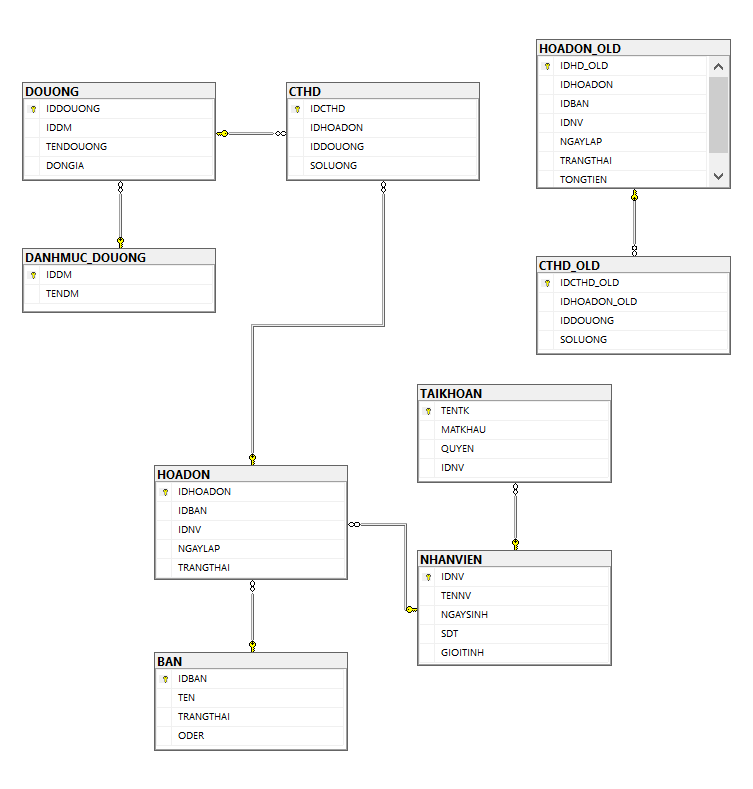 HOADON_OLD
IDHD_OLD
IDHOADON
IDBAN
IDNV
NGAYLAP
TRANGTHAI
TONGTIEN
DOUONG
IDDOUONG
IDDM
TENDOUONG
DONGIA
CTHD
IDCTHD
IDHOADON
IDDOUONG
SOLUONG
DANHMUC_DOUONG
IDDM
TENDM
CTHD_OLD
IDCTHD_OLD
IDHOADON_OLD
IDDOUONG
SOLUONG
TAIKHOAN
TENTK
MATKHAU
QUYEN
IDNV
HOADON
IDHOADON
IDBAN
IDNV
NGAYLAP
TRANGTHAI
NHANVIEN
IDNV
TENNV
NGAYSINH
SDT
GIOITINH
BAN
IDBAN
TEN
TRANGTHAI
ODER